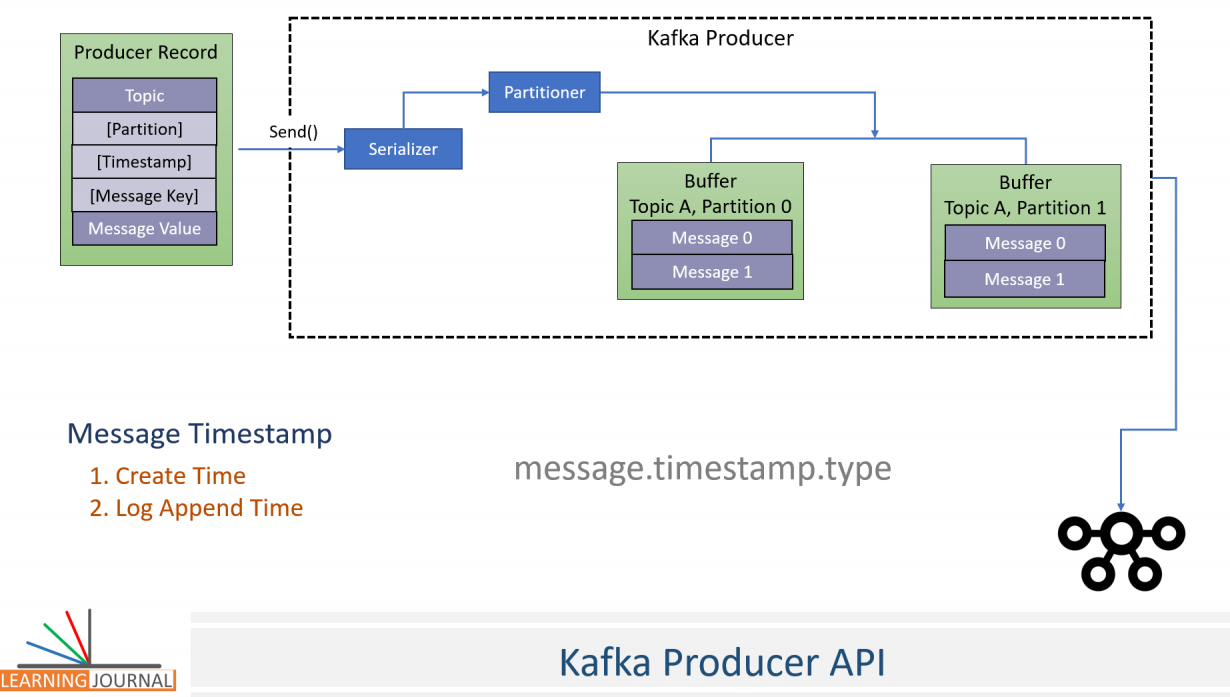 Kafka Producer
Producer Record
Topic
[Partition]
[Timestamp]
[Message Key]
Message Value
Send()
Serializer
Partitioner
Buffer
Topic A, Partition 0
Message 0
Message 1
Buffer
Topic A, Partition 1
Message 0
Message 1
Message Timestamp
1. Create Time
2. Log Append Time
message.timestamp.type
LEARNING JOURNAL
Kafka Producer API